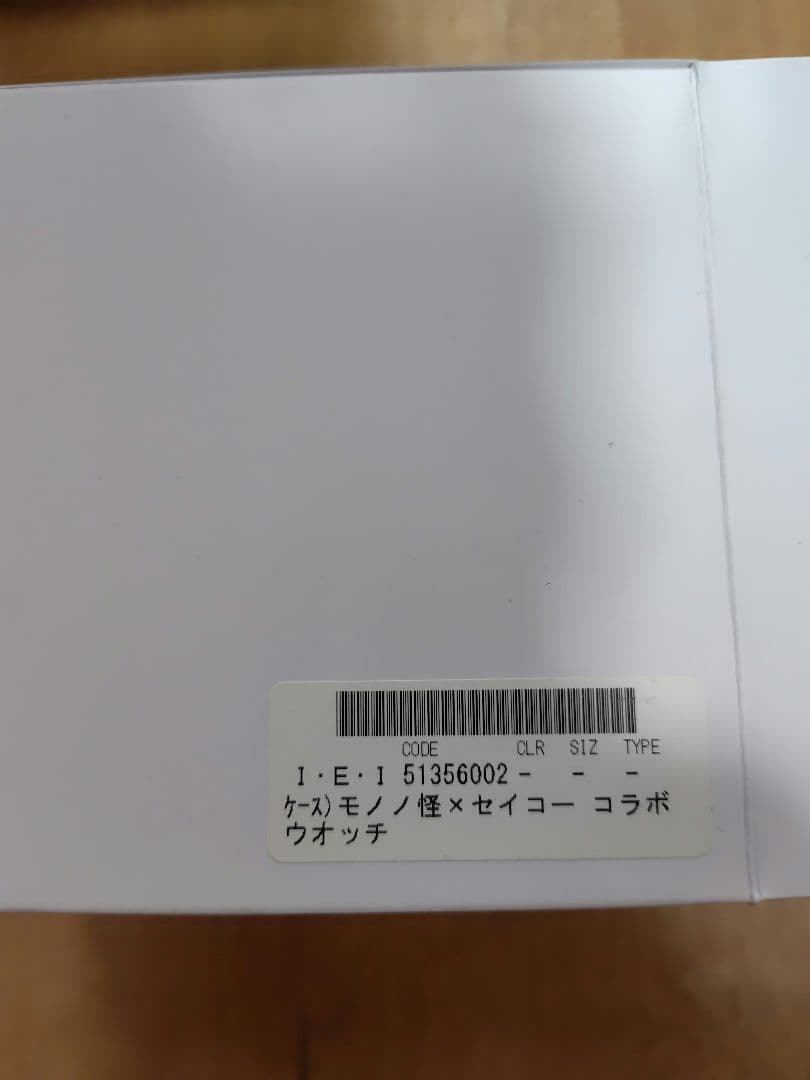 CODE CLR SIZ TYPE
I・E・I 51356002 - - -
ｹｰｽ)モノノ怪×セイコー コラボ
ウオッチ